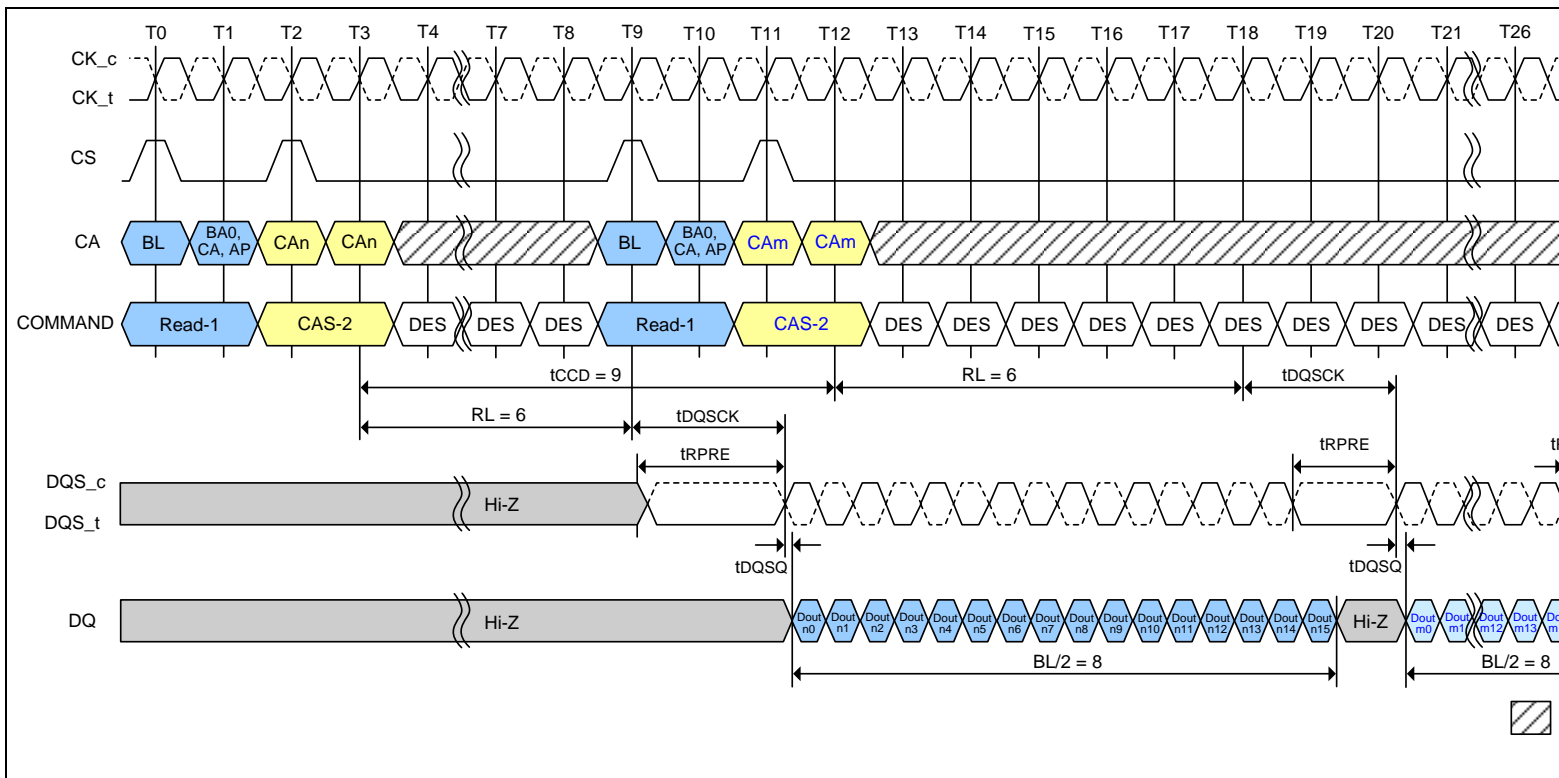 T0 T1 T2 T3 T4 T7 T8 T9 T10 T11 T12 T13 T14 T15 T16 T17 T18 T19 T20 T21 T26
CK_c
CK_t
CS
CA BL BA0, CA, AP CAn CAn BL BA0, CA, AP CAm CAm
COMMAND Read-1 CAS-2 DES DES DES Read-1 CAS-2 DES DES DES DES DES DES DES DES DES DES
tCCD = 9 RL = 6 tDQSCK
RL = 6 tDQSCK
tRPRE tRPRE
DQS_c
Hi-Z
DQS_t
tDQSQ tDQSQ
DQ Hi-Z Dout n0 Dout n1 Dout n2 Dout n3 Dout n4 Dout n5 Dout n6 Dout n7 Dout n8 Dout n9 Dout n10 Dout n11 Dout n12 Dout n13 Dout n14 Dout n15 Hi-Z Dout m0 Dout m1 Dout m12 Dout m13
BL/2 = 8 BL/2 = 8